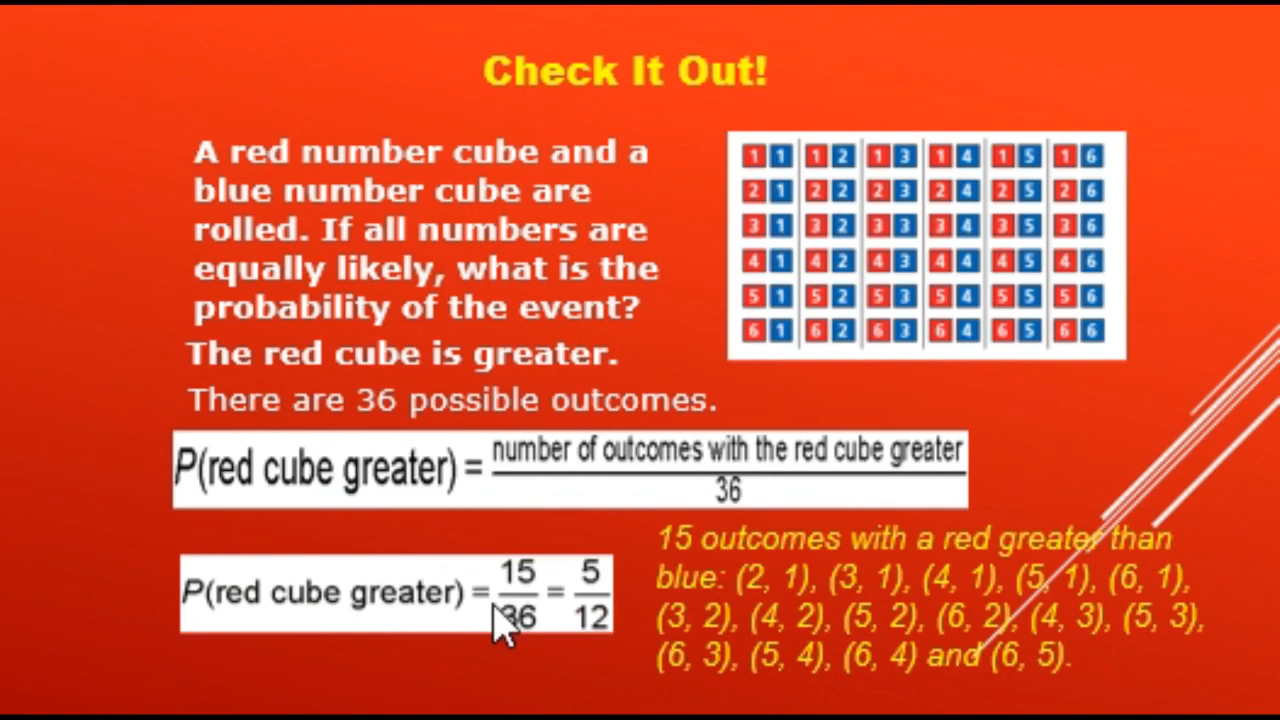 Check It Out!
A red number cube and a
blue number cube are
rolled. If all numbers are
equally likely, what is the
probability of the event?
The red cube is greater.
There are 36 possible outcomes.
1 1 1 2 1 3 1 4 1 5 1 6
2 1 2 2 2 3 2 4 2 5 2 6
3 1 3 2 3 3 3 4 3 5 3 6
4 1 4 2 4 3 4 4 4 5 4 6
5 1 5 2 5 3 5 4 5 5 5 6
6 1 6 2 6 3 6 4 6 5 6 6
P(red cube greater) = number of outcomes with the red cube greater
36
P(red cube greater) = 15/36 = 5/12
15 outcomes with a red greater than
blue: (2, 1), (3, 1), (4, 1), (5, 1), (6, 1),
(3, 2), (4, 2), (5, 2), (6, 2), (4, 3), (5, 3),
(6, 3), (5, 4), (6, 4) and (6, 5).